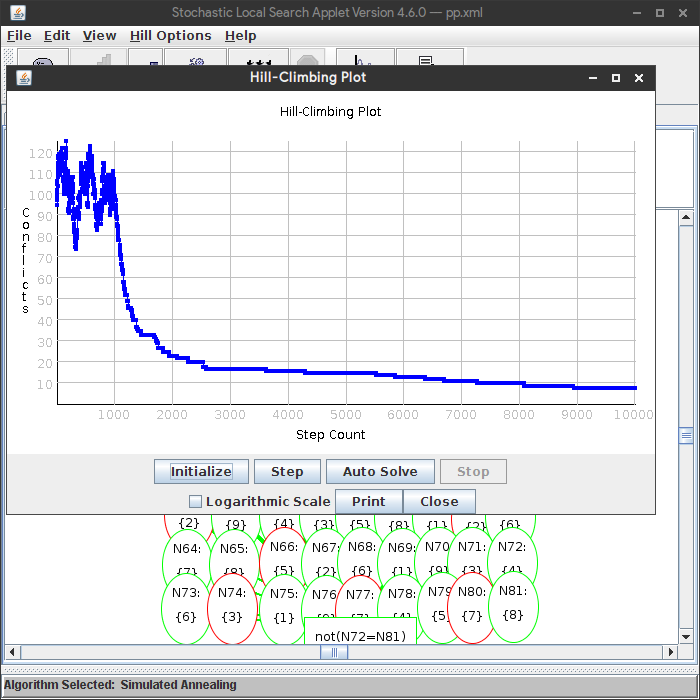 Stochastic Local Search Applet Version 4.6.0 — pp.xml
File Edit View Hill Options Help
Hill-Climbing Plot
Hill-Climbing Plot
120
110
100
90
80
70
60
50
40
30
20
10
Conflicts
1000 2000 3000 4000 5000 6000 7000 8000 9000 10000
Step Count
Initialize Step Auto Solve Stop
Logarithmic Scale Print Close
{2} {9} {4} {3} {5} {8} {1} {2} {6}
N64: N65: N66: N67: N68: N69: N70 N71: N72:
{7} {8} {5} {2} {6} {1} {9} {3} {4}
N73: N74: N75: N76 N77: N78: N79 N80: N81:
{6} {3} {1} {4} {5 {7} {8}
not(N72=N81)
Algorithm Selected: Simulated Annealing